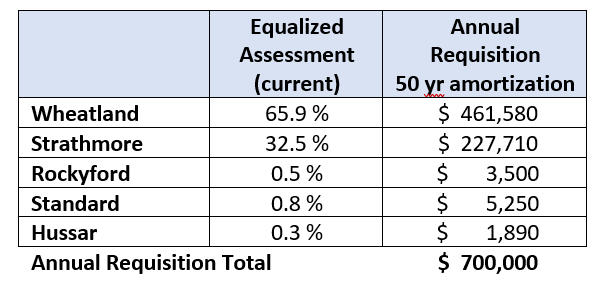 Equalized Assessment (current) Annual Requisition 50 yr amortization
Wheatland 65.9 % $ 461,580
Strathmore 32.5 % $ 227,710
Rockyford 0.5 % $ 3,500
Standard 0.8 % $ 5,250
Hussar 0.3 % $ 1,890
Annual Requisition Total $ 700,000